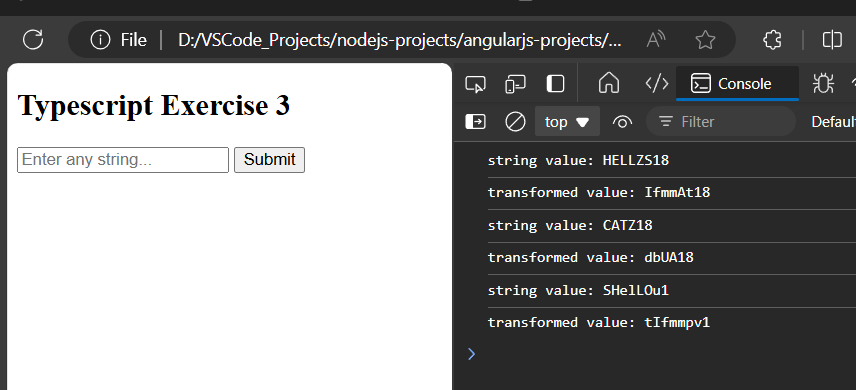 File
D:/VSCode_Projects/nodejs-projects/angularjs-projects/...
Typescript Exercise 3
Enter any string...
Submit
Console
top
Filter
Default
string value: HELLZS18
transformed value: IfmmAt18
string value: CATZ18
transformed value: dbUA18
string value: SHelLOu1
transformed value: tIfmmpv1